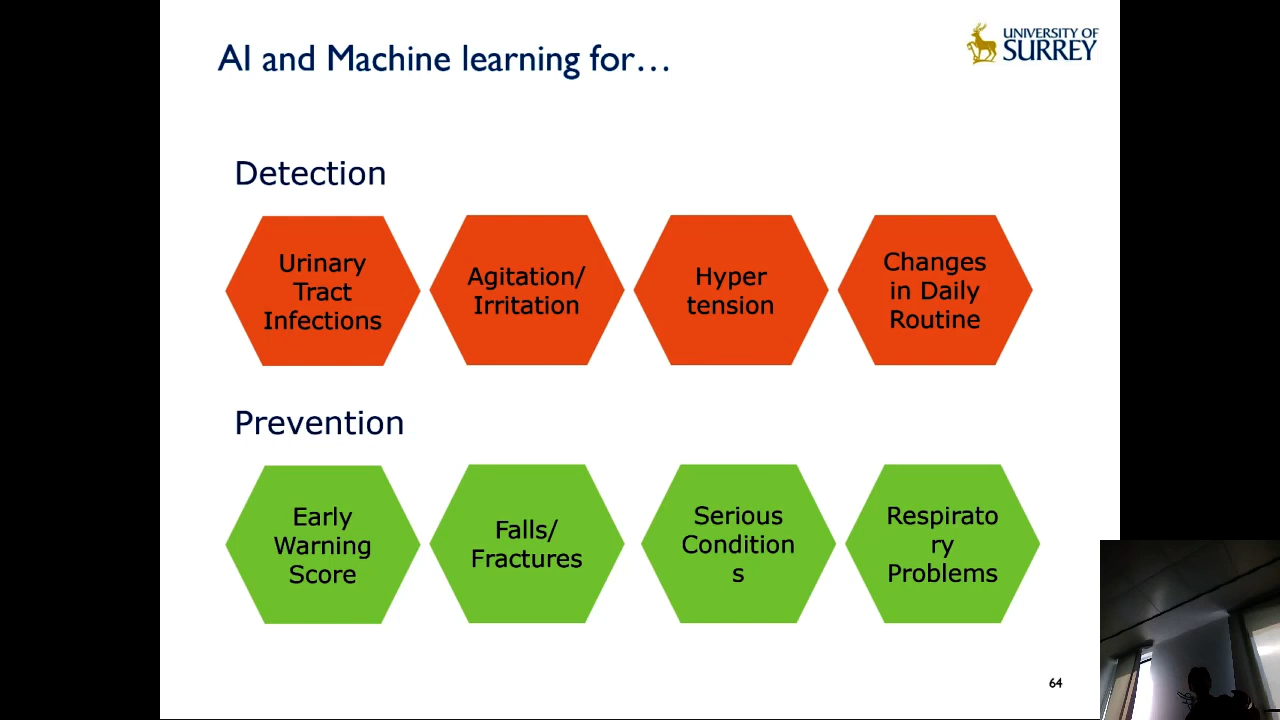 AI and Machine learning for...
UNIVERSITY OF
SURREY
Detection
Urinary
Tract
Infections
Agitation/
Irritation
Hyper
tension
Changes
in Daily
Routine
Prevention
Early
Warning
Score
Falls/
Fractures
Serious
Condition
s
Respirato
ry
Problems
64